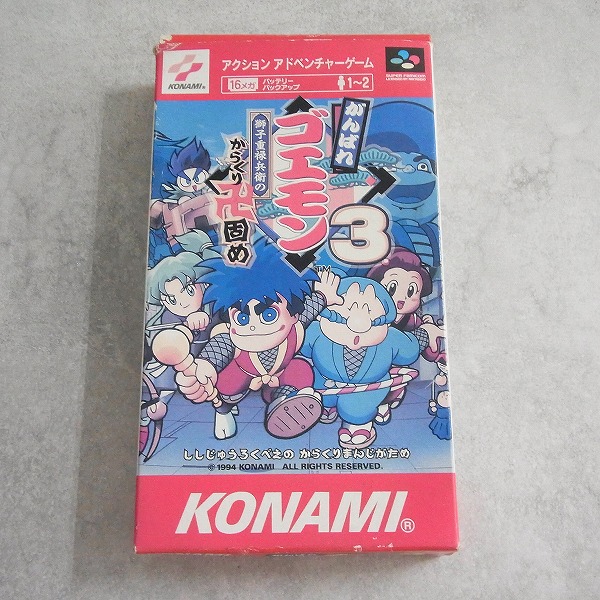 KONAMI®
アクション アドベンチャーゲーム
16メガ
バッテリー
バックアップ
1〜2
SUPER FAMICOM
がんばれ
ゴエモン
3
TM
獅子重禄兵衛の
からくり
卍固め
ししじゅうろくべえの からくりまんじがため
©1994 KONAMI ALL RIGHTS RESERVED.
KONAMI®